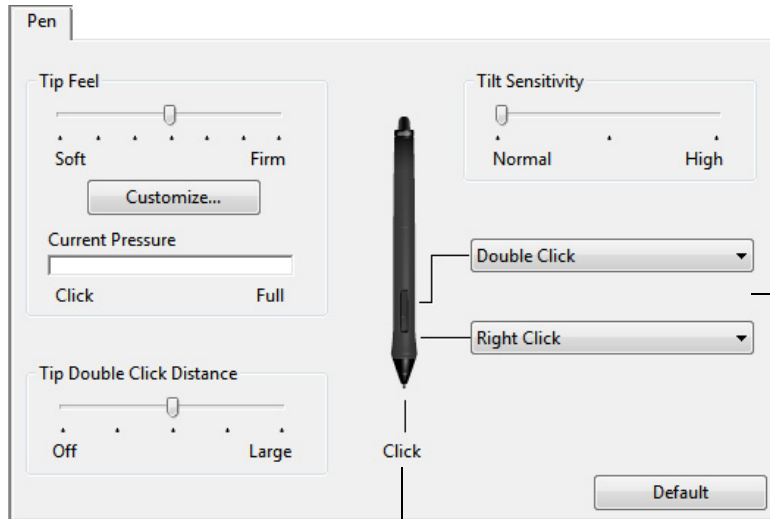 Pen
Tip Feel
Soft Firm
Customize...
Current Pressure
Click Full
Tip Double Click Distance
Off Large
Tilt Sensitivity
Normal High
Double Click
Right Click
Click
Default